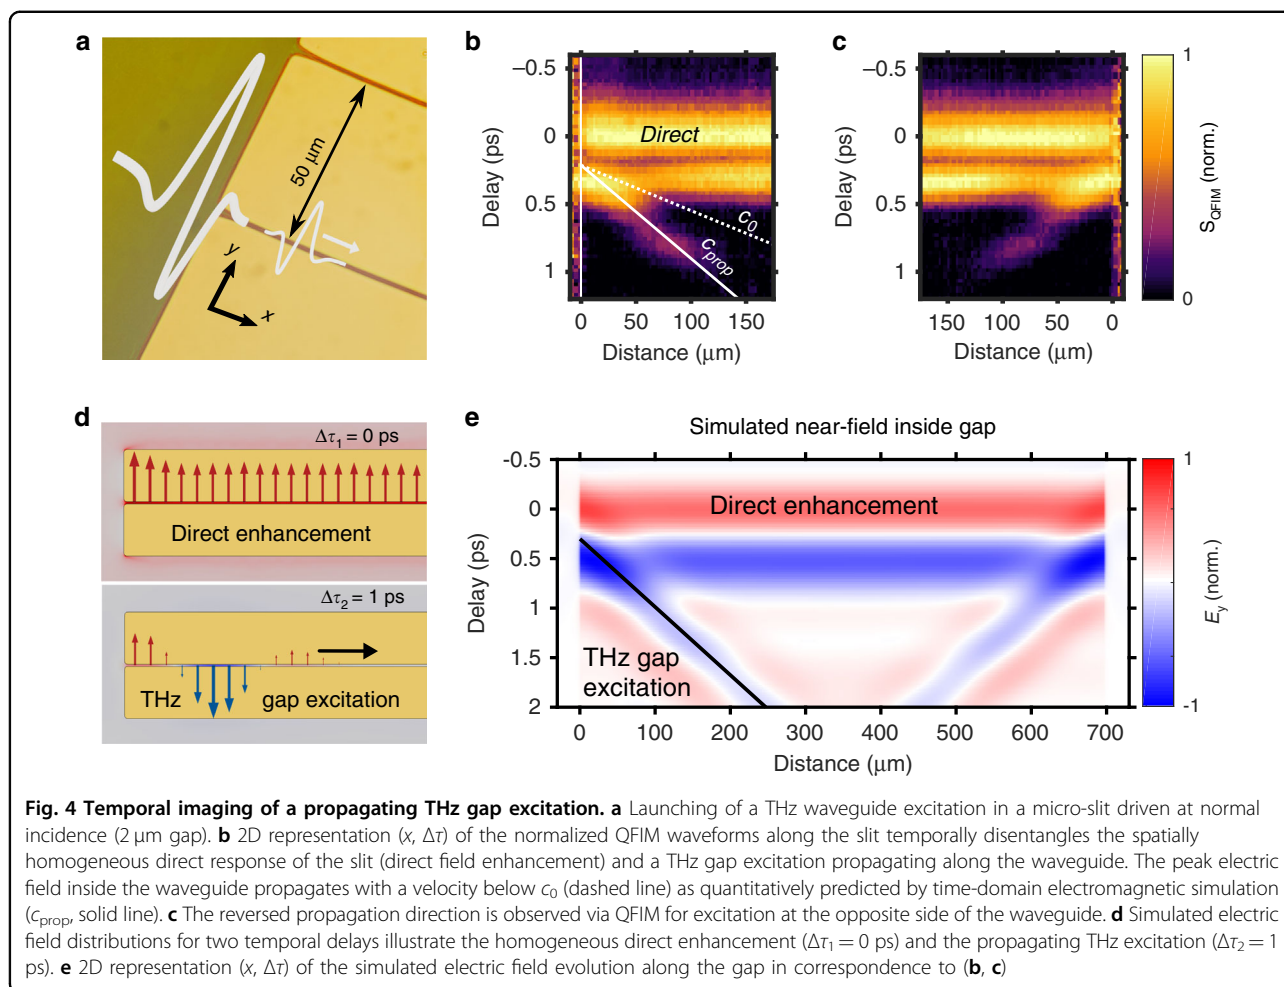 a
50 μm
y
x
b
−0.5
0
0.5
1
Delay (ps)
Direct
c₀
c_prop
0
50
100
150
Distance (μm)
c
−0.5
0
0.5
1
Delay (ps)
150
100
50
0
Distance (μm)
1
0
S_QFIM (norm.)
d
Δτ₁ = 0 ps
Direct enhancement
Δτ₂ = 1 ps
THz gap excitation
e
Simulated near-field inside gap
-0.5
0
0.5
1
1.5
2
Delay (ps)
Direct enhancement
THz gap
excitation
0
100
200
300
400
500
600
700
Distance (μm)
1
-1
E_y (norm.)
Fig. 4 Temporal imaging of a propagating THz gap excitation. a Launching of a THz waveguide excitation in a micro-slit driven at normal
incidence (2 μm gap). b 2D representation (x, Δτ) of the normalized QFIM waveforms along the slit temporally disentangles the spatially
homogeneous direct response of the slit (direct field enhancement) and a THz gap excitation propagating along the waveguide. The peak electric
field inside the waveguide propagates with a velocity below c₀ (dashed line) as quantitatively predicted by time-domain electromagnetic simulation
(c_prop, solid line). c The reversed propagation direction is observed via QFIM for excitation at the opposite side of the waveguide. d Simulated electric
field distributions for two temporal delays illustrate the homogeneous direct enhancement (Δτ₁ = 0 ps) and the propagating THz excitation (Δτ₂ = 1
ps). e 2D representation (x, Δτ) of the simulated electric field evolution along the gap in correspondence to (b, c)